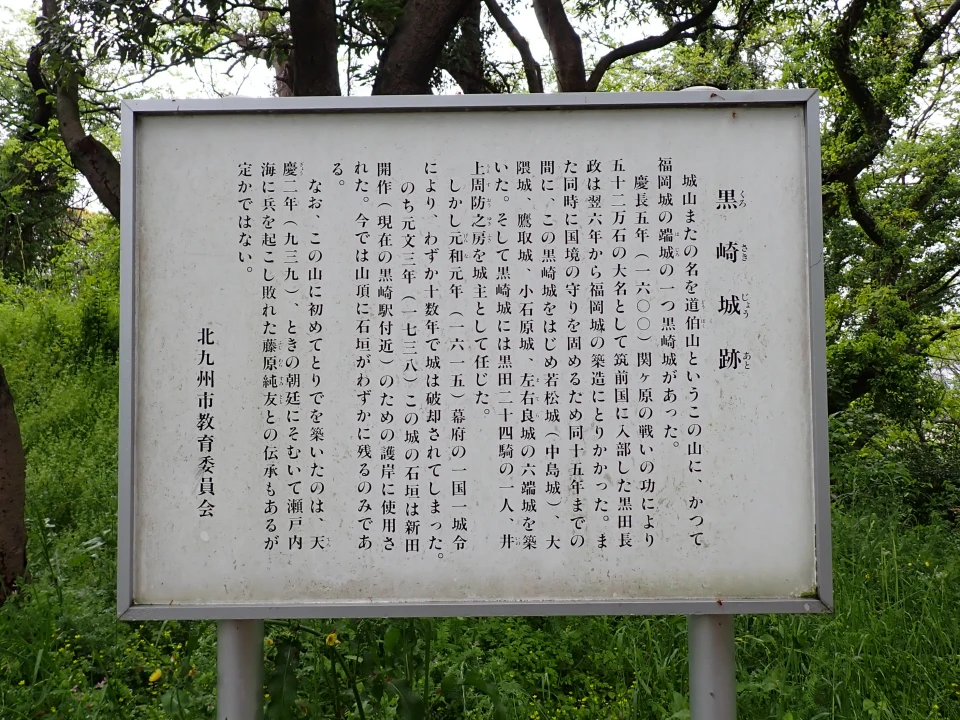 黒崎城跡
くろさきじょうあと
城山またの名を道伯山というこの山に、かつて
福岡城の端城の一つ黒崎城があった。
慶長五年（一六〇〇）関ヶ原の戦いの功により
五十二万石の大名として筑前国に入部した黒田長
政は翌六年から福岡城の築造にとりかかった。ま
た同時に国境の守りを固めるため同十五年までの
間に、この黒崎城をはじめ若松城（中島城）、大
隈城、鷹取城、小石原城、左右良城の六端城を築
いた。そして黒崎城には黒田二十四騎の一人、井
上周防之房を城主として任じた。
しかし元和元年（一六一五）幕府の一国一城令
により、わずか十数年で城は破却されてしまった。
のち元文三年（一七三八）この城の石垣は新田
開作（現在の黒崎駅付近）のための護岸に使用さ
れた。今では山頂に石垣がわずかに残るのみであ
る。
なお、この山に初めてとりでを築いたのは、天
慶二年（九三九）、ときの朝廷にそむいて瀬戸内
海に兵を起こし敗れた藤原純友との伝承もあるが
定かではない。
北九州市教育委員会